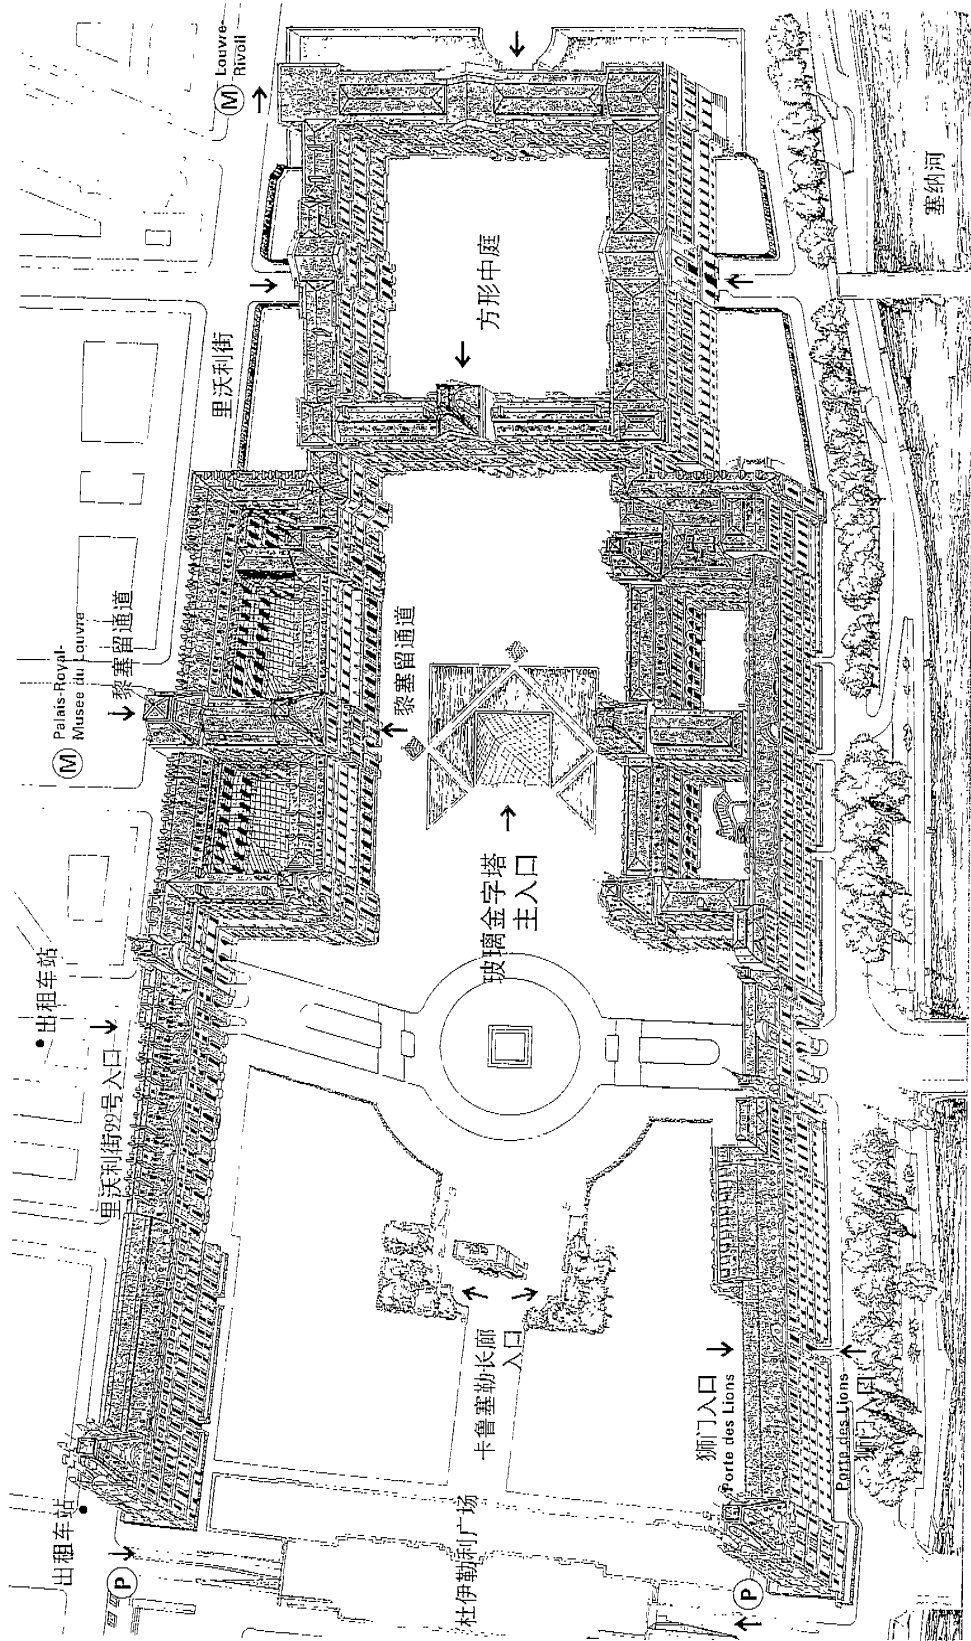 Louvre-
Rivoli
M
塞纳河
方形中庭
里沃利街
M
Palais-Royal-
Musée du Louvre
黎塞留通道
黎塞留通道
玻璃金字塔
主入口
出租车站
里沃利街99号入口
卡鲁塞勒长廊
入口
狮门入口
Porte des Lions
Porte des Lions
狮门入口
出租车站
P
杜伊勒利广场
P